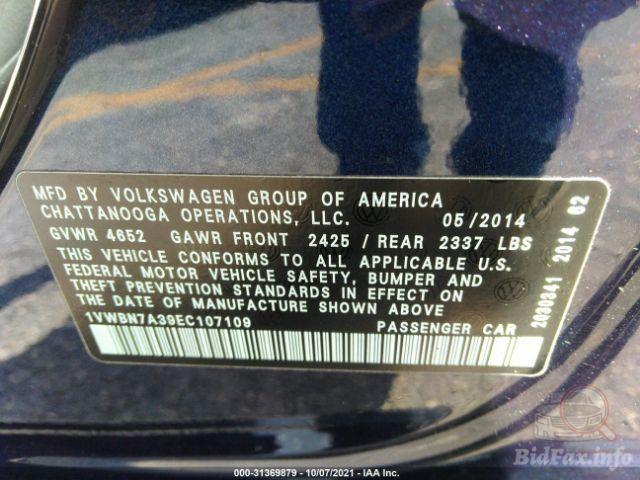 MFD BY VOLKSWAGEN GROUP OF AMERICA
CHATTANOOGA OPERATIONS, LLC. 05/2014
GVWR 4652 GAWR FRONT 2425 / REAR 2337 LBS
THIS VEHICLE CONFORMS TO ALL APPLICABLE U.S.
FEDERAL MOTOR VEHICLE SAFETY, BUMPER AND
THEFT PREVENTION STANDARDS IN EFFECT ON
THE DATE OF MANUFACTURE SHOWN ABOVE
1VWBN7A39EC107109 PASSENGER CAR
2030341 2014 02
BidFax.info
000-31369879 - 10/07/2021 - IAA Inc.